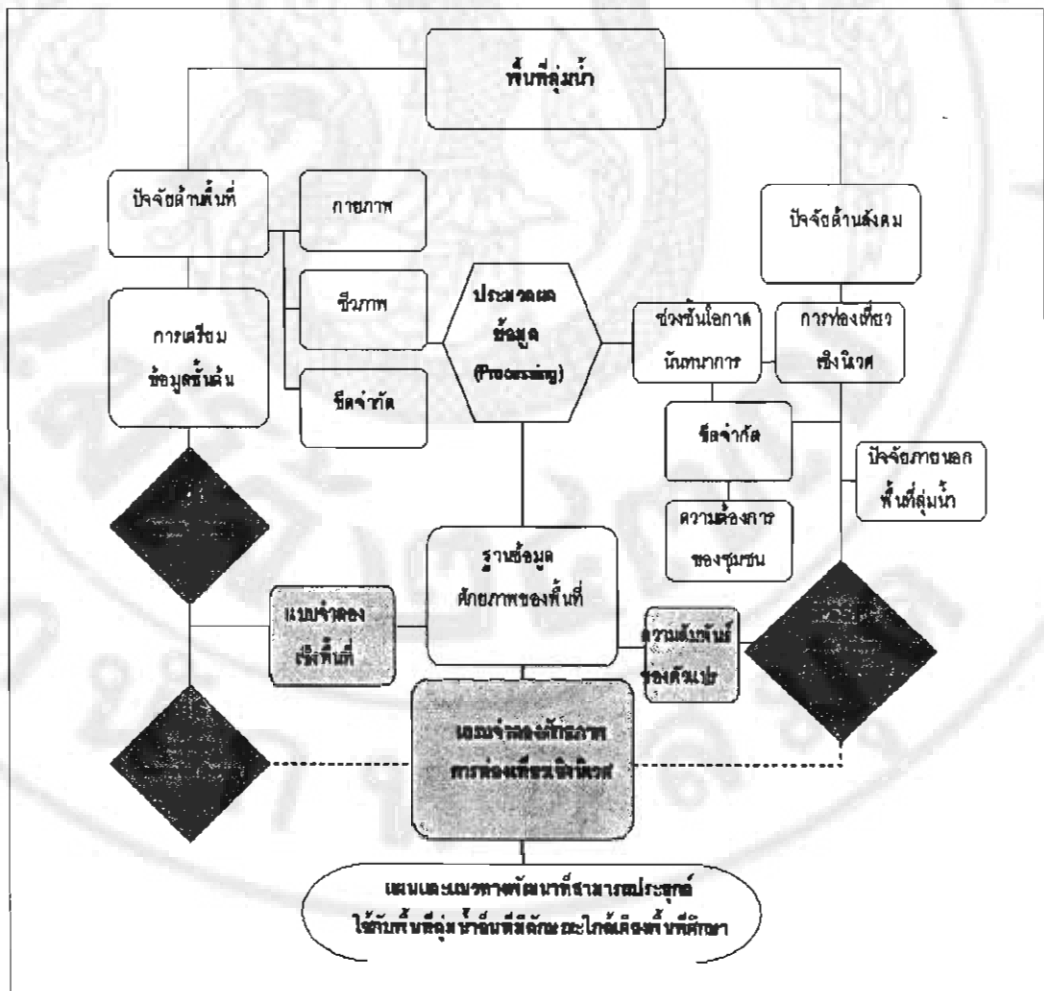 พื้นที่ลุ่มน้ำ
ปัจจัยด้านพื้นที่
กายภาพ
ชีวภาพ
ขีดจำกัด
การเตรียม
ข้อมูลขั้นต้น
ประมวลผล
ข้อมูล
(Processing)
ปัจจัยด้านสังคม
ช่วงชั้นโอกาส
นันทนาการ
การท่องเที่ยว
เชิงนิเวศ
ขีดจำกัด
ปัจจัยภายนอก
พื้นที่ลุ่มน้ำ
ความต้องการ
ของชุมชน
ฐานข้อมูล
ศักยภาพของพื้นที่
แบบจำลอง
เชิงพื้นที่
ความสัมพันธ์
ของตัวแปร
แบบจำลองศักยภาพ
การท่องเที่ยวเชิงนิเวศ
แผนและแนวทางพัฒนาที่สามารถประยุกต์
ใช้กับพื้นที่ลุ่มน้ำอื่นที่มีลักษณะใกล้เคียงพื้นที่ศึกษา